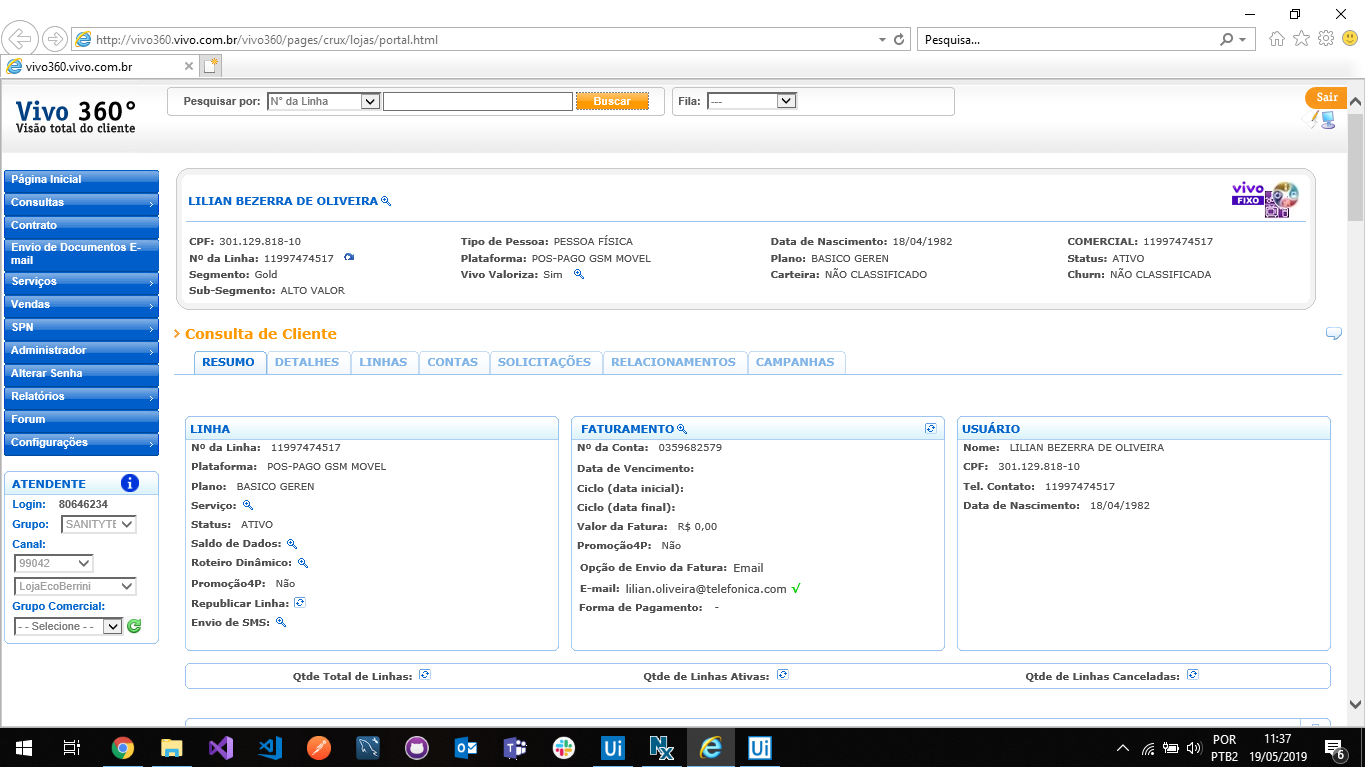 http://vivo360.vivo.com.br/vivo360/pages/crux/lojas/portal.html
Pesquisa...
vivo360.vivo.com.br
Vivo 360°
Visão total do cliente
Pesquisar por: N° da Linha Buscar
Fila: ---
Sair
Página Inicial
Consultas
Contrato
Envio de Documentos E-
mail
Serviços
Vendas
SPN
Administrador
Alterar Senha
Relatórios
Forum
Configurações
ATENDENTE
Login: 80646234
Grupo: SANITYTE
Canal:
99042
LojaEcoBerrini
Grupo Comercial:
- - Selecione - -
LILIAN BEZERRA DE OLIVEIRA
vivo
FIXO
CPF: 301.129.818-10 Tipo de Pessoa: PESSOA FÍSICA Data de Nascimento: 18/04/1982 COMERCIAL: 11997474517
Nº da Linha: 11997474517 Plataforma: POS-PAGO GSM MOVEL Plano: BASICO GEREN Status: ATIVO
Segmento: Gold Vivo Valoriza: Sim Carteira: NÃO CLASSIFICADO Churn: NÃO CLASSIFICADA
Sub-Segmento: ALTO VALOR
Consulta de Cliente
RESUMO DETALHES LINHAS CONTAS SOLICITAÇÕES RELACIONAMENTOS CAMPANHAS
LINHA
Nº da Linha: 11997474517
Plataforma: POS-PAGO GSM MOVEL
Plano: BASICO GEREN
Serviço:
Status: ATIVO
Saldo de Dados:
Roteiro Dinâmico:
Promoção4P: Não
Republicar Linha:
Envio de SMS:
FATURAMENTO
Nº da Conta: 0359682579
Data de Vencimento:
Ciclo (data inicial):
Ciclo (data final):
Valor da Fatura: R$ 0,00
Promoção4P: Não
Opção de Envio da Fatura: Email
E-mail: lilian.oliveira@telefonica.com √
Forma de Pagamento: -
USUÁRIO
Nome: LILIAN BEZERRA DE OLIVEIRA
CPF: 301.129.818-10
Tel. Contato: 11997474517
Data de Nascimento: 18/04/1982
Qtde Total de Linhas: Qtde de Linhas Ativas: Qtde de Linhas Canceladas:
POR 11:37
PTB2 19/05/2019
6